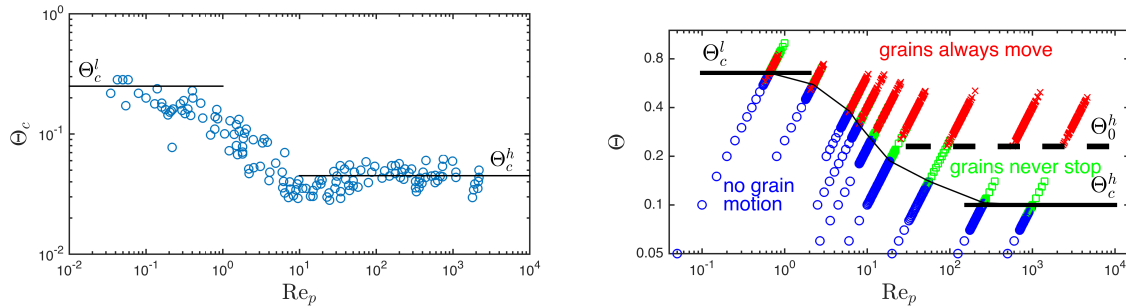 10^0
Θ_c^l
Θ_c
10^-1
Θ_c^h
10^-2
10^-2 10^-1 10^0 10^1 10^2 10^3 10^4
Re_p
0.8
Θ_c^l
grains always move
0.4
Θ
Θ_0^h
0.2
grains never stop
no grain
motion
Θ_c^h
0.1
0.05
10^-1 10^0 10^1 10^2 10^3 10^4
Re_p